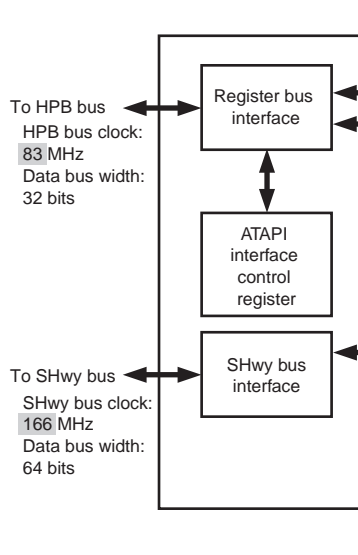 To HPB bus
HPB bus clock:
83 MHz
Data bus width:
32 bits
Register bus
interface
ATAPI
interface
control
register
To SHwy bus
SHwy bus clock:
166 MHz
Data bus width:
64 bits
SHwy bus
interface